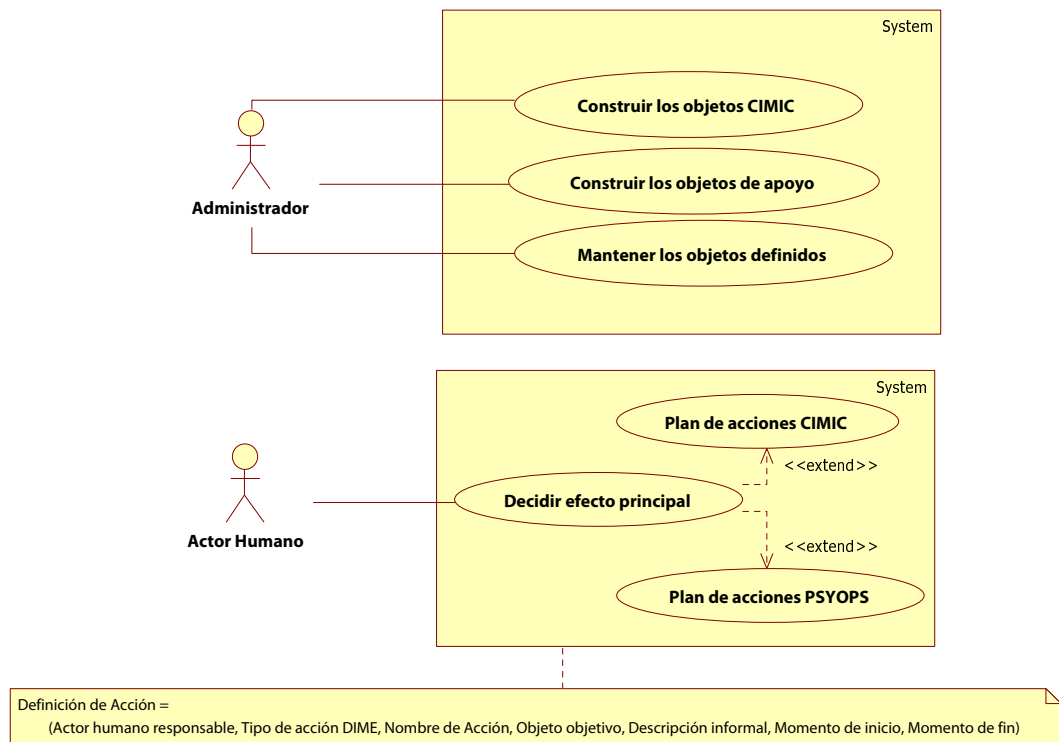 System
Construir los objetos CIMIC
Construir los objetos de apoyo
Administrador
Mantener los objetos definidos
System
Plan de acciones CIMIC
<<extend>>
Decidir efecto principal
Actor Humano
<<extend>>
Plan de acciones PSYOPS
Definición de Acción =
(Actor humano responsable, Tipo de acción DIME, Nombre de Acción, Objeto objetivo, Descripción informal, Momento de inicio, Momento de fin)